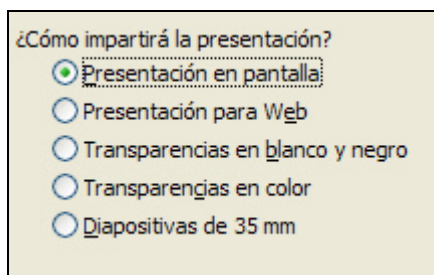 ¿Cómo impartirá la presentación?
Presentación en pantalla
Presentación para Web
Transparencias en blanco y negro
Transparencias en color
Diapositivas de 35 mm